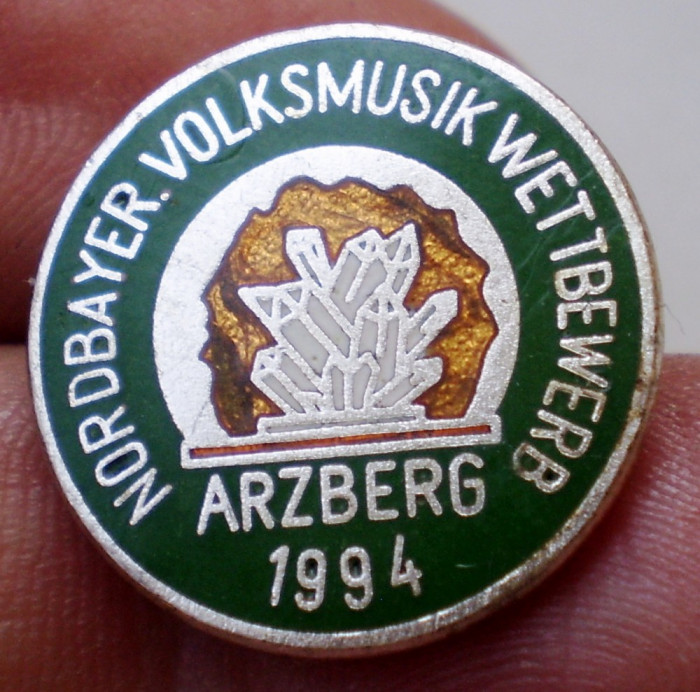 NORDBAYER. VOLKSMUSIK WETTBEWERB
ARZBERG
1994